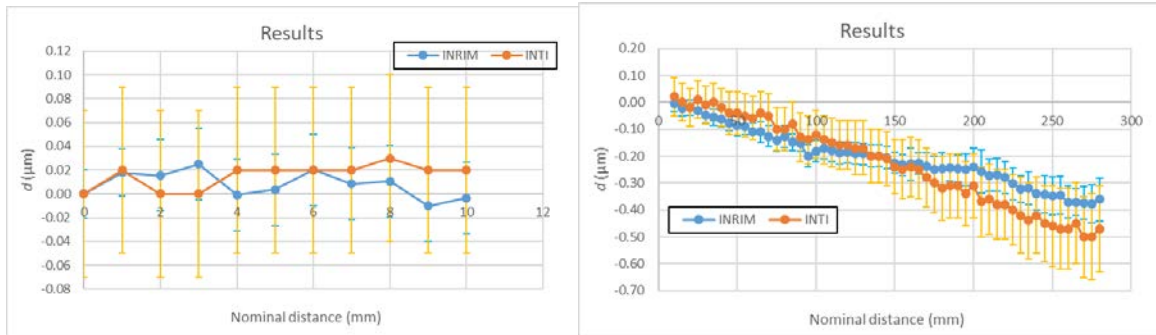 Results
INRIM INTI
0.12
0.10
0.08
0.06
0.04
0.02
0.00
-0.02
-0.04
-0.06
-0.08
d (µm)
0 2 4 6 8 10 12
Nominal distance (mm)
Results
0.20
0.10
0.00
-0.10
-0.20
-0.30
-0.40
-0.50
-0.60
-0.70
d (µm)
0 50 100 150 200 250 300
INRIM INTI
Nominal distance (mm)